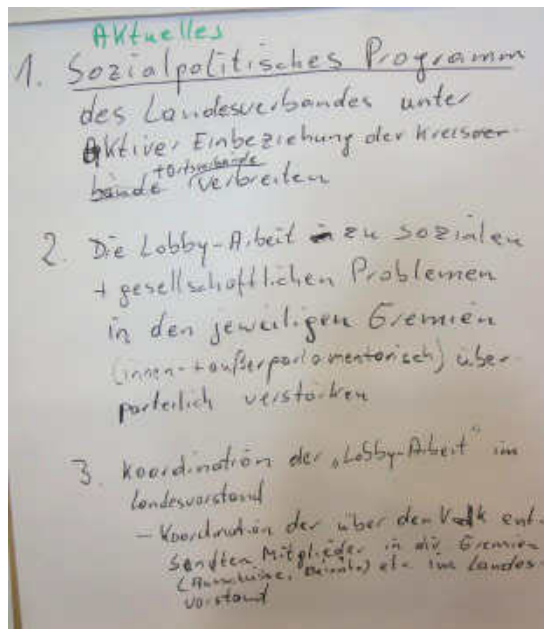 Aktuelles
1. Sozialpolitisches Programm
des Landesverbandes unter
Aktiver Einbeziehung der Kreisver-
bände + Ortsverbände verbreiten
2. Die Lobby-Arbeit zu sozialen
+ gesellschaftlichen Problemen
in den jeweiligen Gremien
(innen- + außerparlamentarisch) über-
parteilich verstärken
3. Koordination der „Lobby-Arbeit" im
Landesvorstand
- Koordination der über den ent-
sandten Mitglieder in die Gremien
(Ausschüsse, Beiräte) etc im Landes-
vorstand